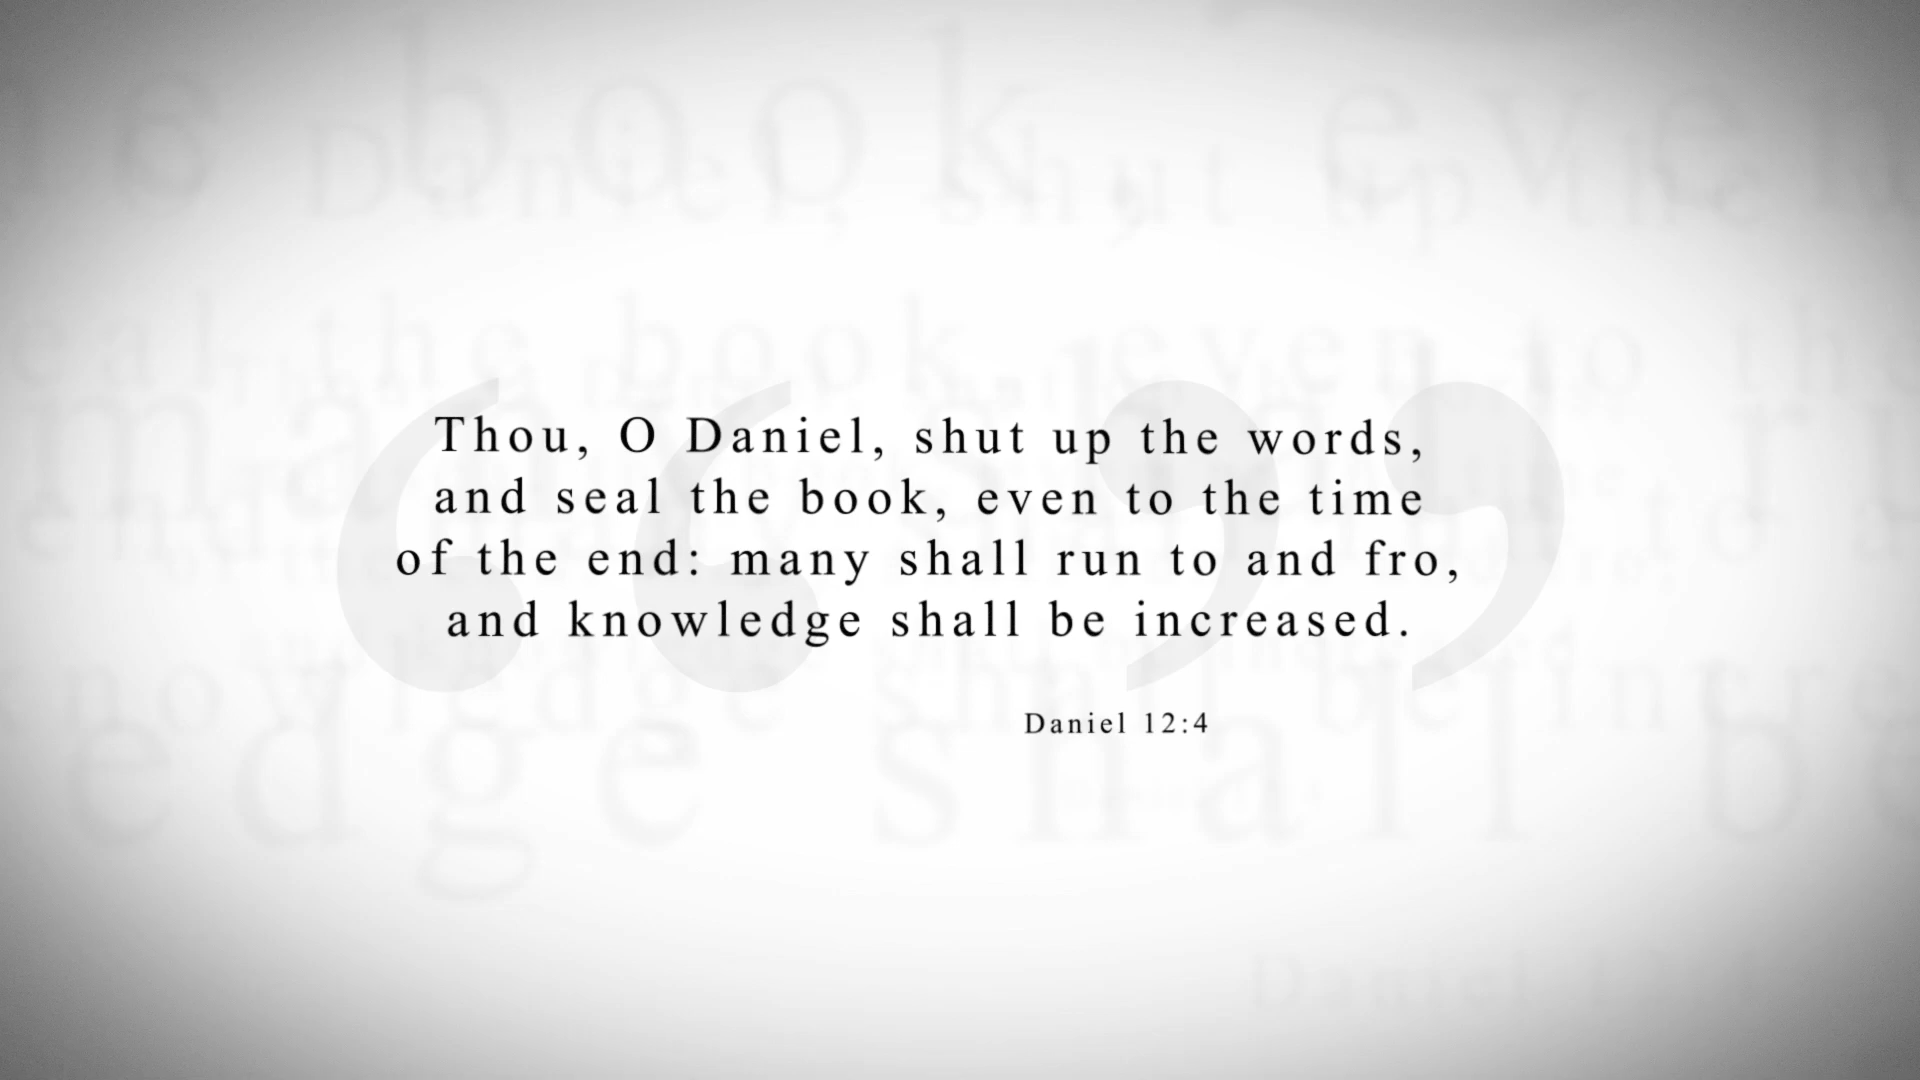 Thou, O Daniel, shut up the words,
and seal the book, even to the time
of the end: many shall run to and fro,
and knowledge shall be increased.
Daniel 12:4